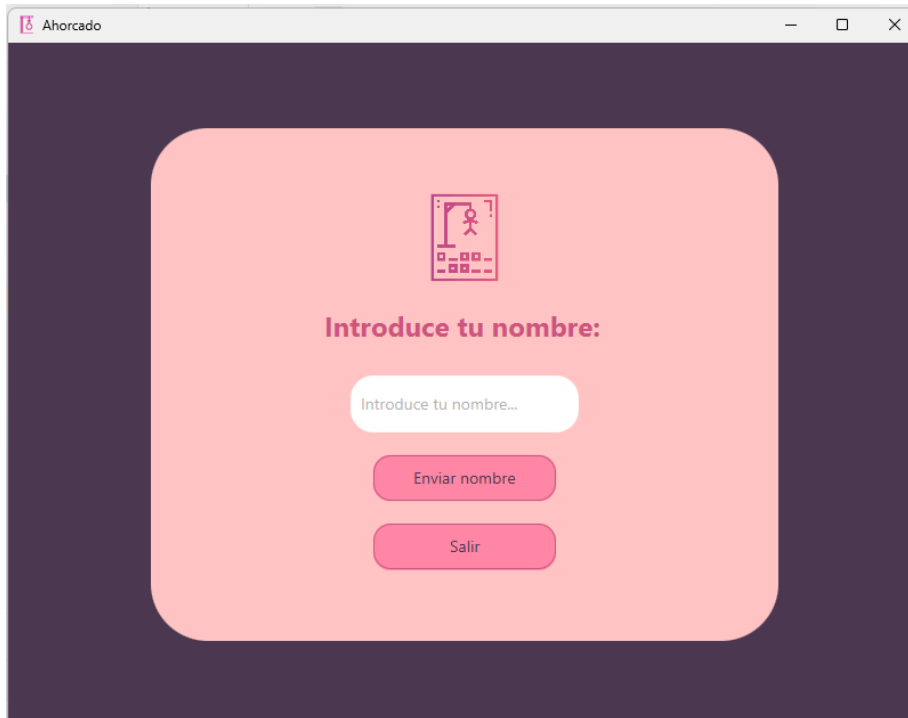 Ahorcado
Introduce tu nombre:
Introduce tu nombre...
Enviar nombre
Salir